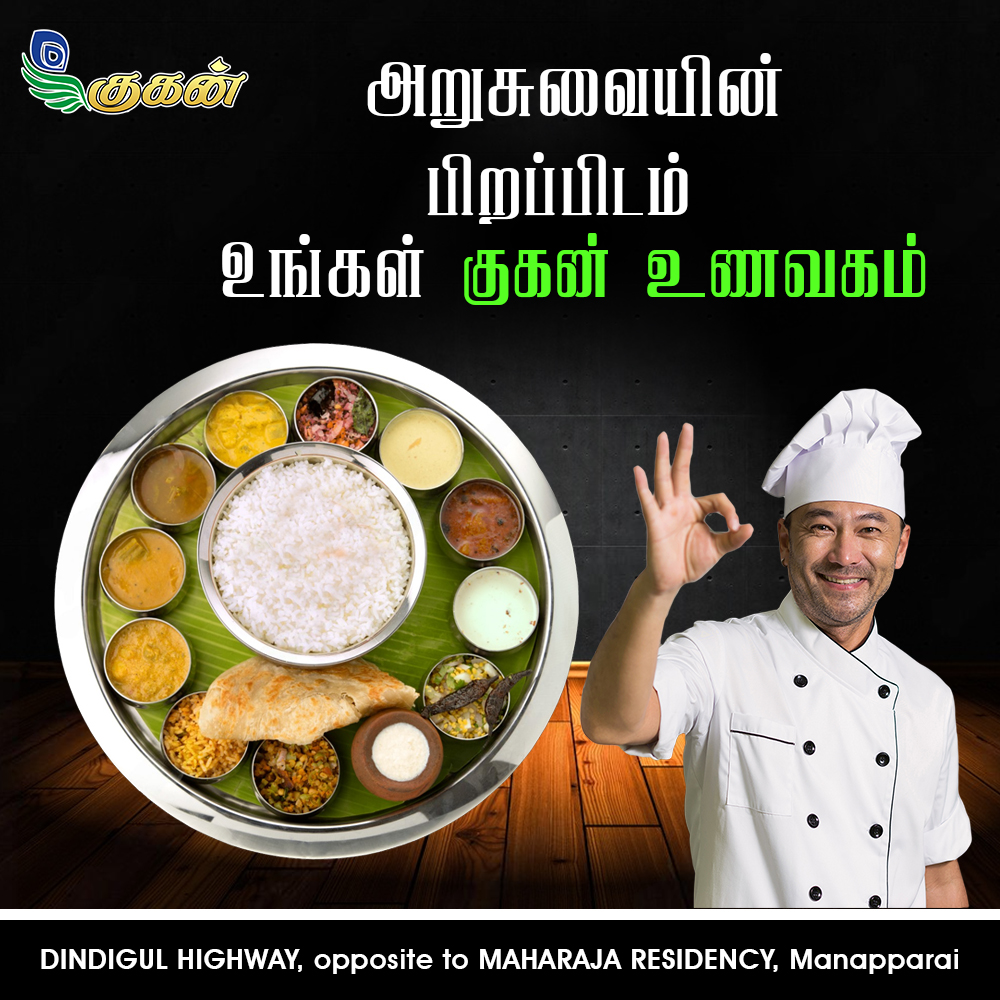 குகன்
அறுசுவையின்
பிறப்பிடம்
உங்கள் குகன் உணவகம்
DINDIGUL HIGHWAY, opposite to MAHARAJA RESIDENCY, Manapparai